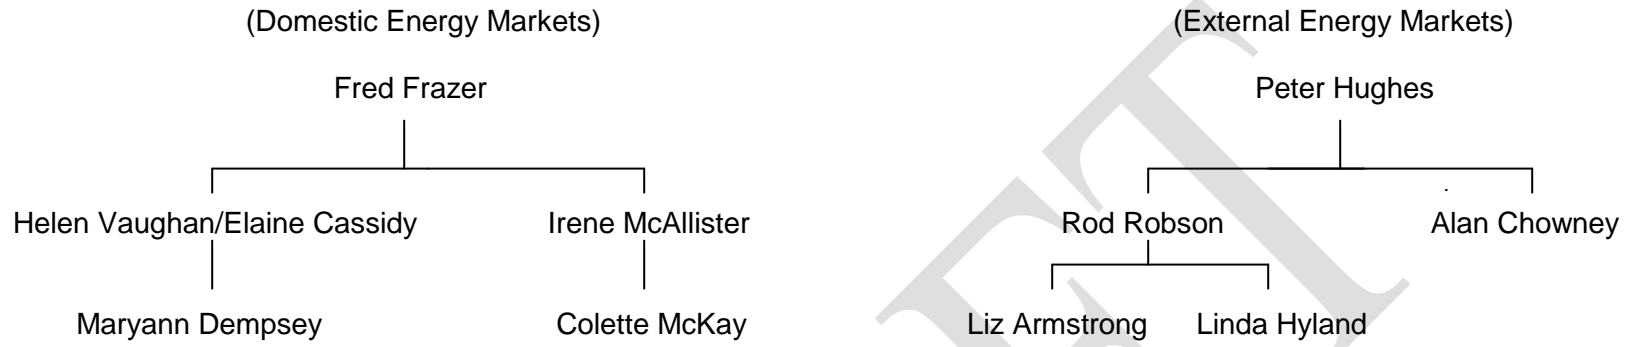 (Domestic Energy Markets)
(External Energy Markets)
Fred Frazer
Peter Hughes
Helen Vaughan/Elaine Cassidy
Irene McAllister
Rod Robson
Alan Chowney
Maryann Dempsey
Colette McKay
Liz Armstrong
Linda Hyland